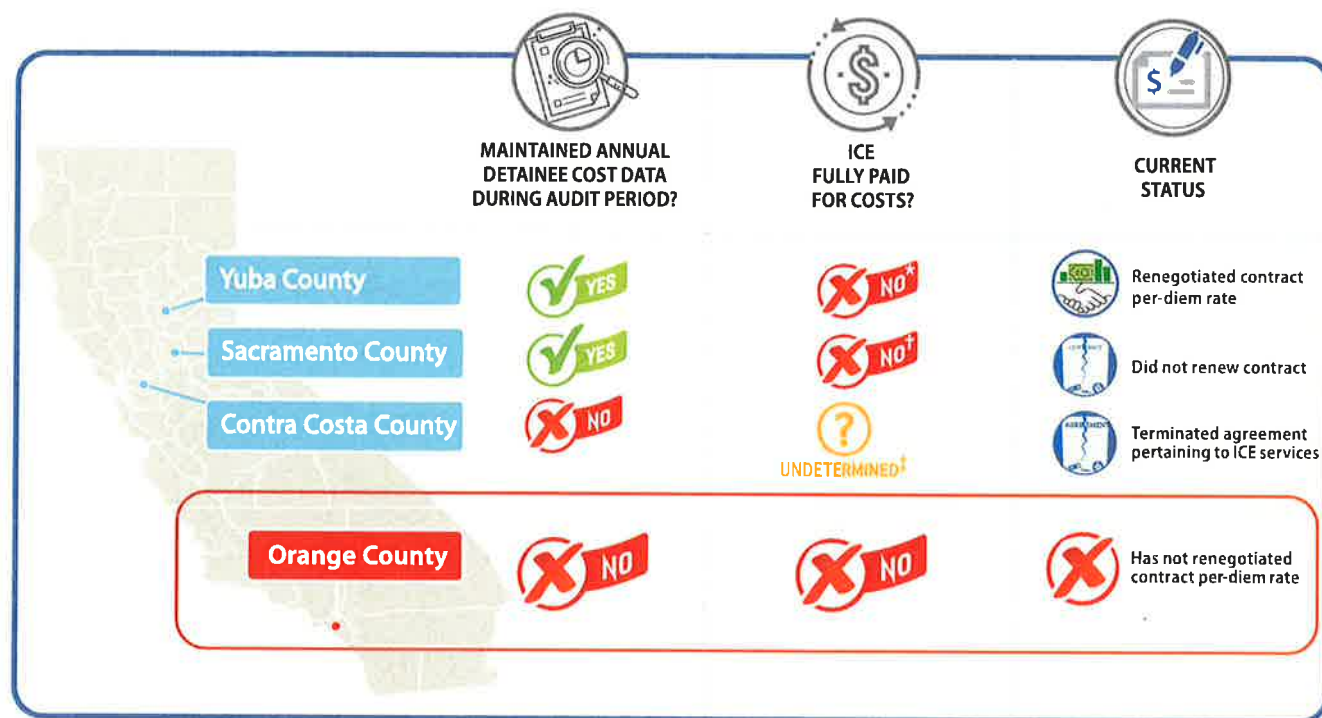 MAINTAINED ANNUAL
DETAINEE COST DATA
DURING AUDIT PERIOD?
ICE
FULLY PAID
FOR COSTS?
$
CURRENT
STATUS
$
Yuba County
YES
NO*
Renegotiated contract
per-diem rate
Sacramento County
YES
NO†
Did not renew contract
Contra Costa County
NO
?
UNDETERMINED‡
AGREEMENT
Terminated agreement
pertaining to ICE services
Orange County
NO
NO
Has not renegotiated
contract per-diem rate